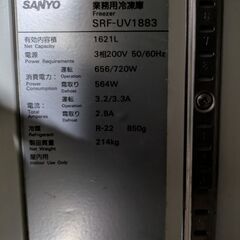 SANYO 業務用冷凍庫
Freezer
SRF-UV1883
有効内容積 1621L
Net Capacity
電源 3相200V 50/60Hz
Power Requirements
運転 656/720W
Operation
消費電力: 霜取 564W
Power Consumption Defrost
電流: 運転 3.2/3.3A
Total Amperes Operation
霜取 2.8A
Defrost
冷媒 R-22 850g
Refrigerant
製品質量 214kg
Net Weight
屋内用
Indoor Use Only